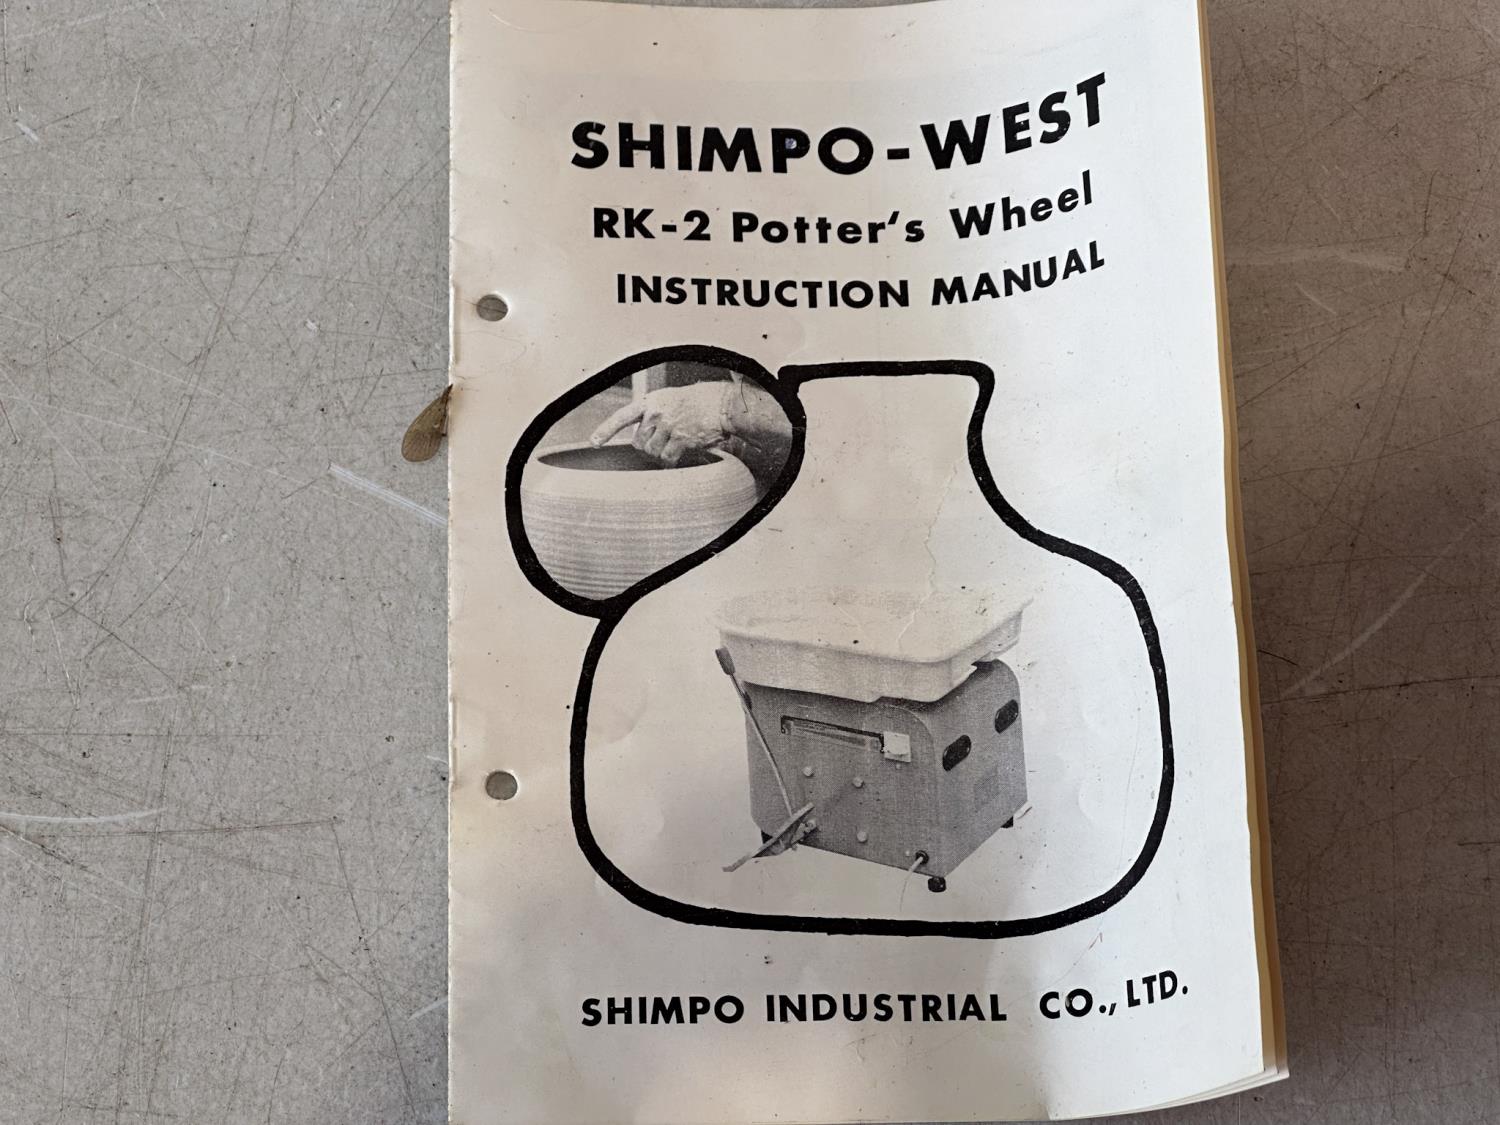 SHIMPO-WEST
RK-2 Potter's Wheel
INSTRUCTION MANUAL
SHIMPO INDUSTRIAL CO., LTD.